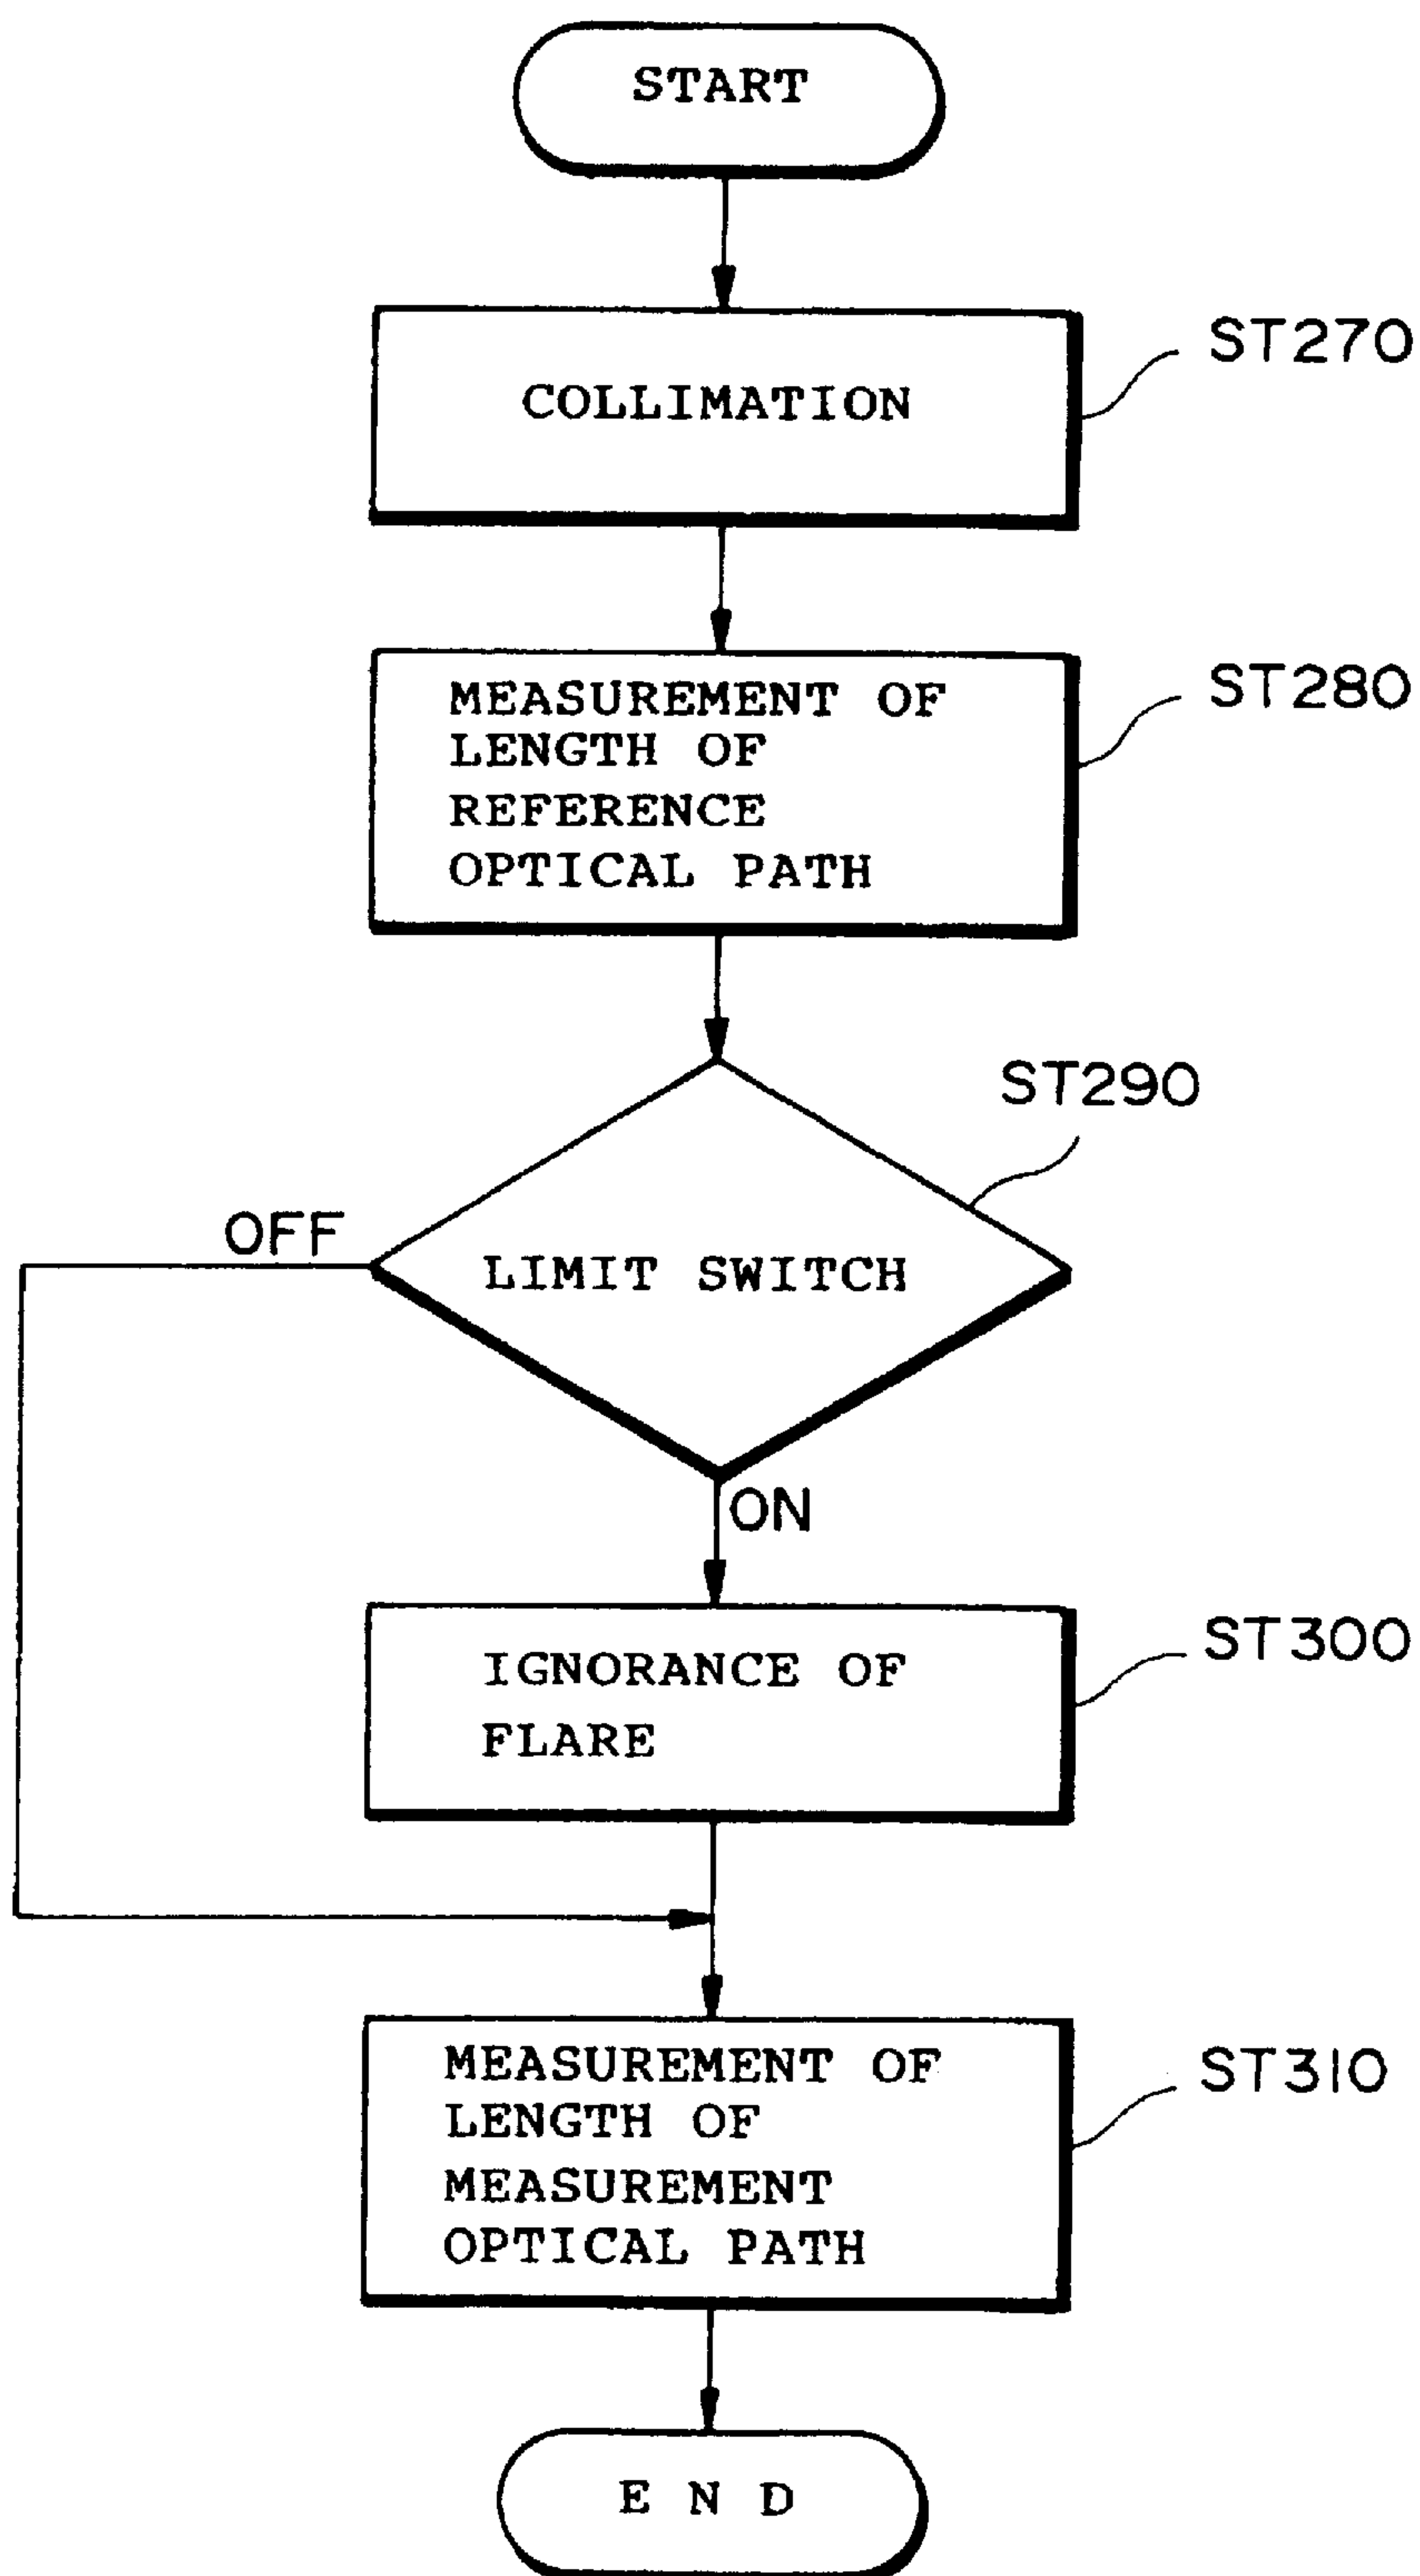 START
COLLIMATION
ST270
MEASUREMENT OF
LENGTH OF
REFERENCE
OPTICAL PATH
ST280
ST290
OFF
LIMIT SWITCH
ON
IGNORANCE OF
FLARE
ST300
MEASUREMENT OF
LENGTH OF
MEASUREMENT
OPTICAL PATH
ST310
END